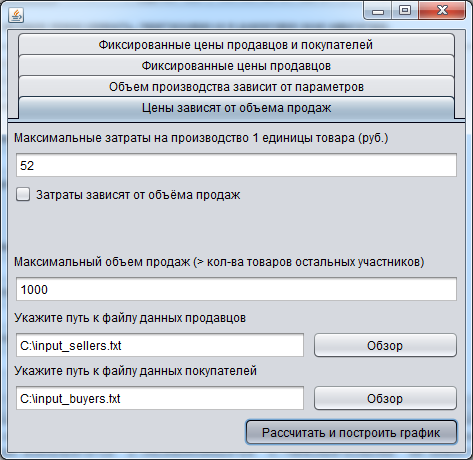 Фиксированные цены продавцов и покупателей
Фиксированные цены продавцов
Объем производства зависит от параметров
Цены зависят от объема продаж
Максимальные затраты на производство 1 единицы товара (руб.)
52
Затраты зависят от объёма продаж
Максимальный объем продаж (> кол-ва товаров остальных участников)
1000
Укажите путь к файлу данных продавцов
C:\input_sellers.txt
Обзор
Укажите путь к файлу данных покупателей
C:\input_buyers.txt
Обзор
Рассчитать и построить график